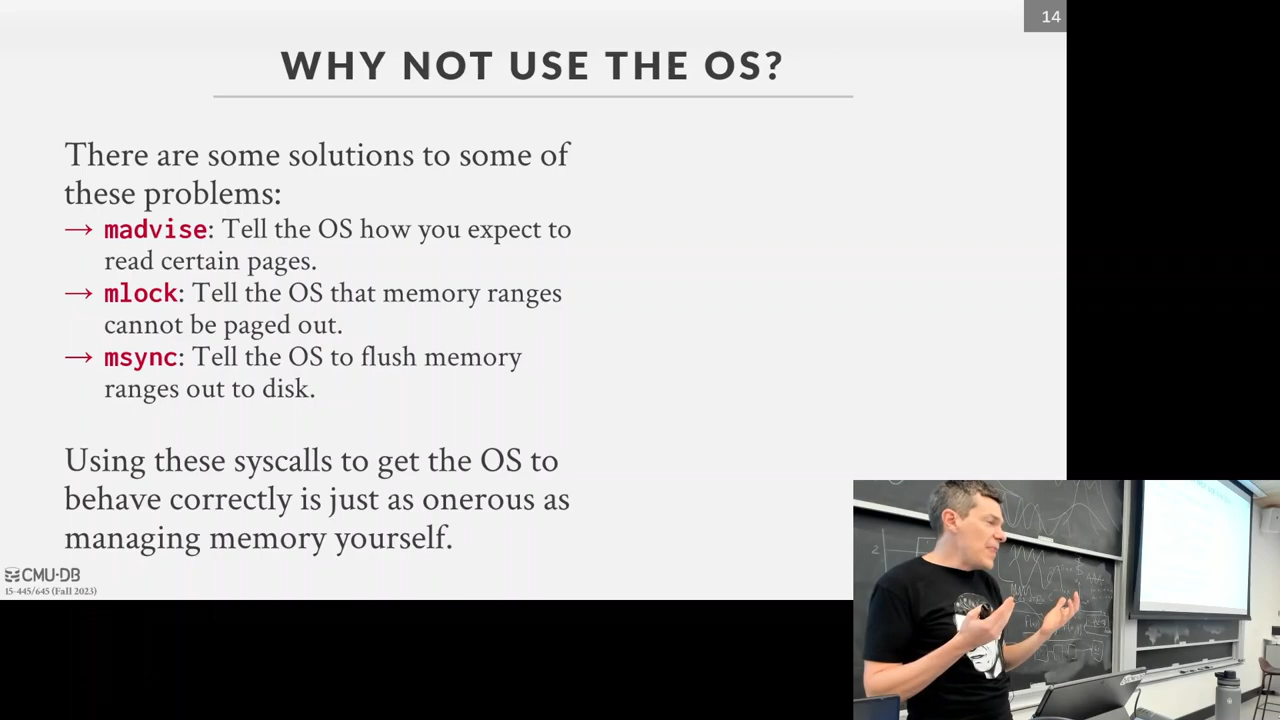 14
WHY NOT USE THE OS?
There are some solutions to some of
these problems:
→ madvise: Tell the OS how you expect to
read certain pages.
→ mlock: Tell the OS that memory ranges
cannot be paged out.
→ msync: Tell the OS to flush memory
ranges out to disk.
Using these syscalls to get the OS to
behave correctly is just as onerous as
managing memory yourself.
CMU·DB
15-445/645 (Fall 2023)
2